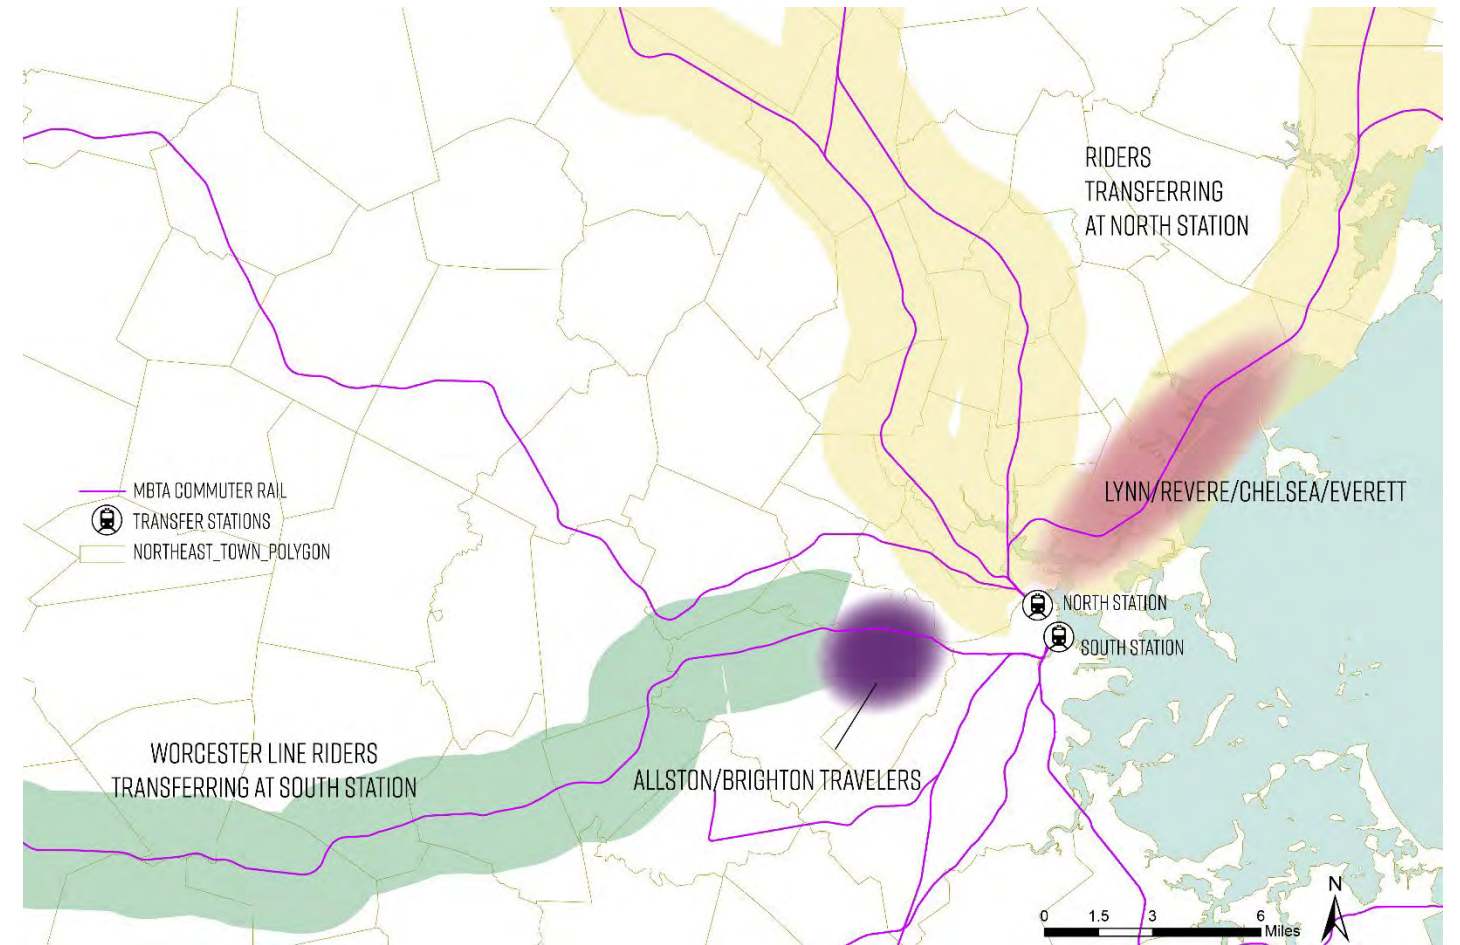 RIDERS
TRANSFERRING
AT NORTH STATION
LYNN/REVERE/CHELSEA/EVERETT
MBTA COMMUTER RAIL
TRANSFER STATIONS
NORTHEAST_TOWN_POLYGON
NORTH STATION
SOUTH STATION
WORCESTER LINE RIDERS
TRANSFERRING AT SOUTH STATION
ALLSTON/BRIGHTON TRAVELERS
N
0 1.5 3 6
Miles